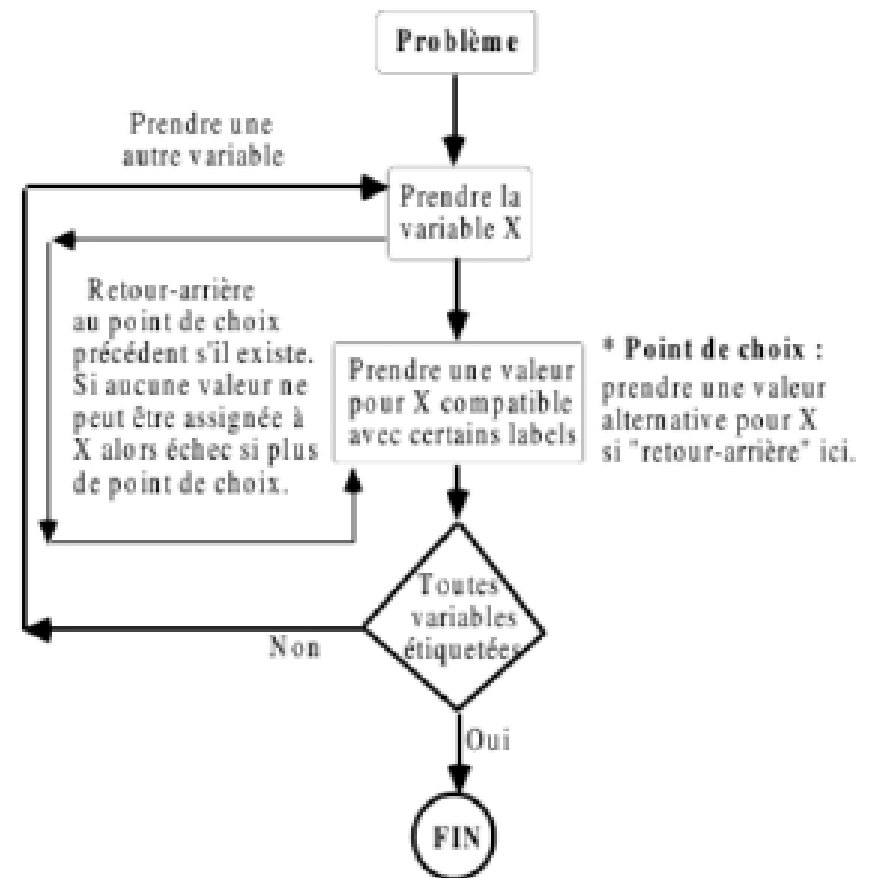 Problème
Prendre une
autre variable
Prendre la
variable X
Retour-arrière
au point de choix
précédent s'il existe.
Si aucune valeur ne
peut être assignée à
X alors échec si plus
de point de choix.
Prendre une valeur
pour X compatible
avec certains labels
* Point de choix :
prendre une valeur
alternative pour X
si "retour-arrière" ici.
Toutes
variables
étiquetées
Non
Oui
FIN